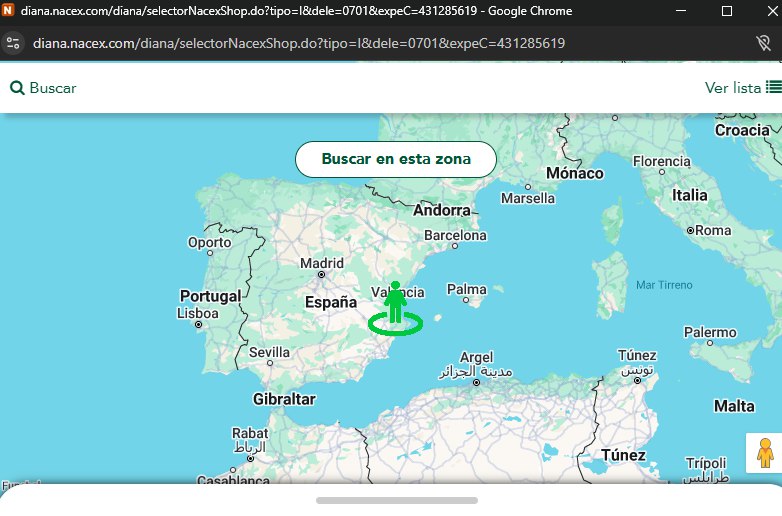 diana.nacex.com/diana/selectorNacexShop.do?tipo=I&dele=0701&expeC=431285619 - Google Chrome
diana.nacex.com/diana/selectorNacexShop.do?tipo=I&dele=0701&expeC=431285619
Buscar
Ver lista
Buscar en esta zona
Croacia
Florencia
Mónaco
Marsella
Italia
Andorra
Roma
Barcelona
Oporto
Madrid
Mar Tirreno
Palma
Portugal
España
Lisboa
Palermo
Sevilla
Argel
مدينة الجزائر
Túnez
تونس
Gibraltar
Malta
Rabat
الرباط
Túnez
Trípoli
طرابلس
Casablanca